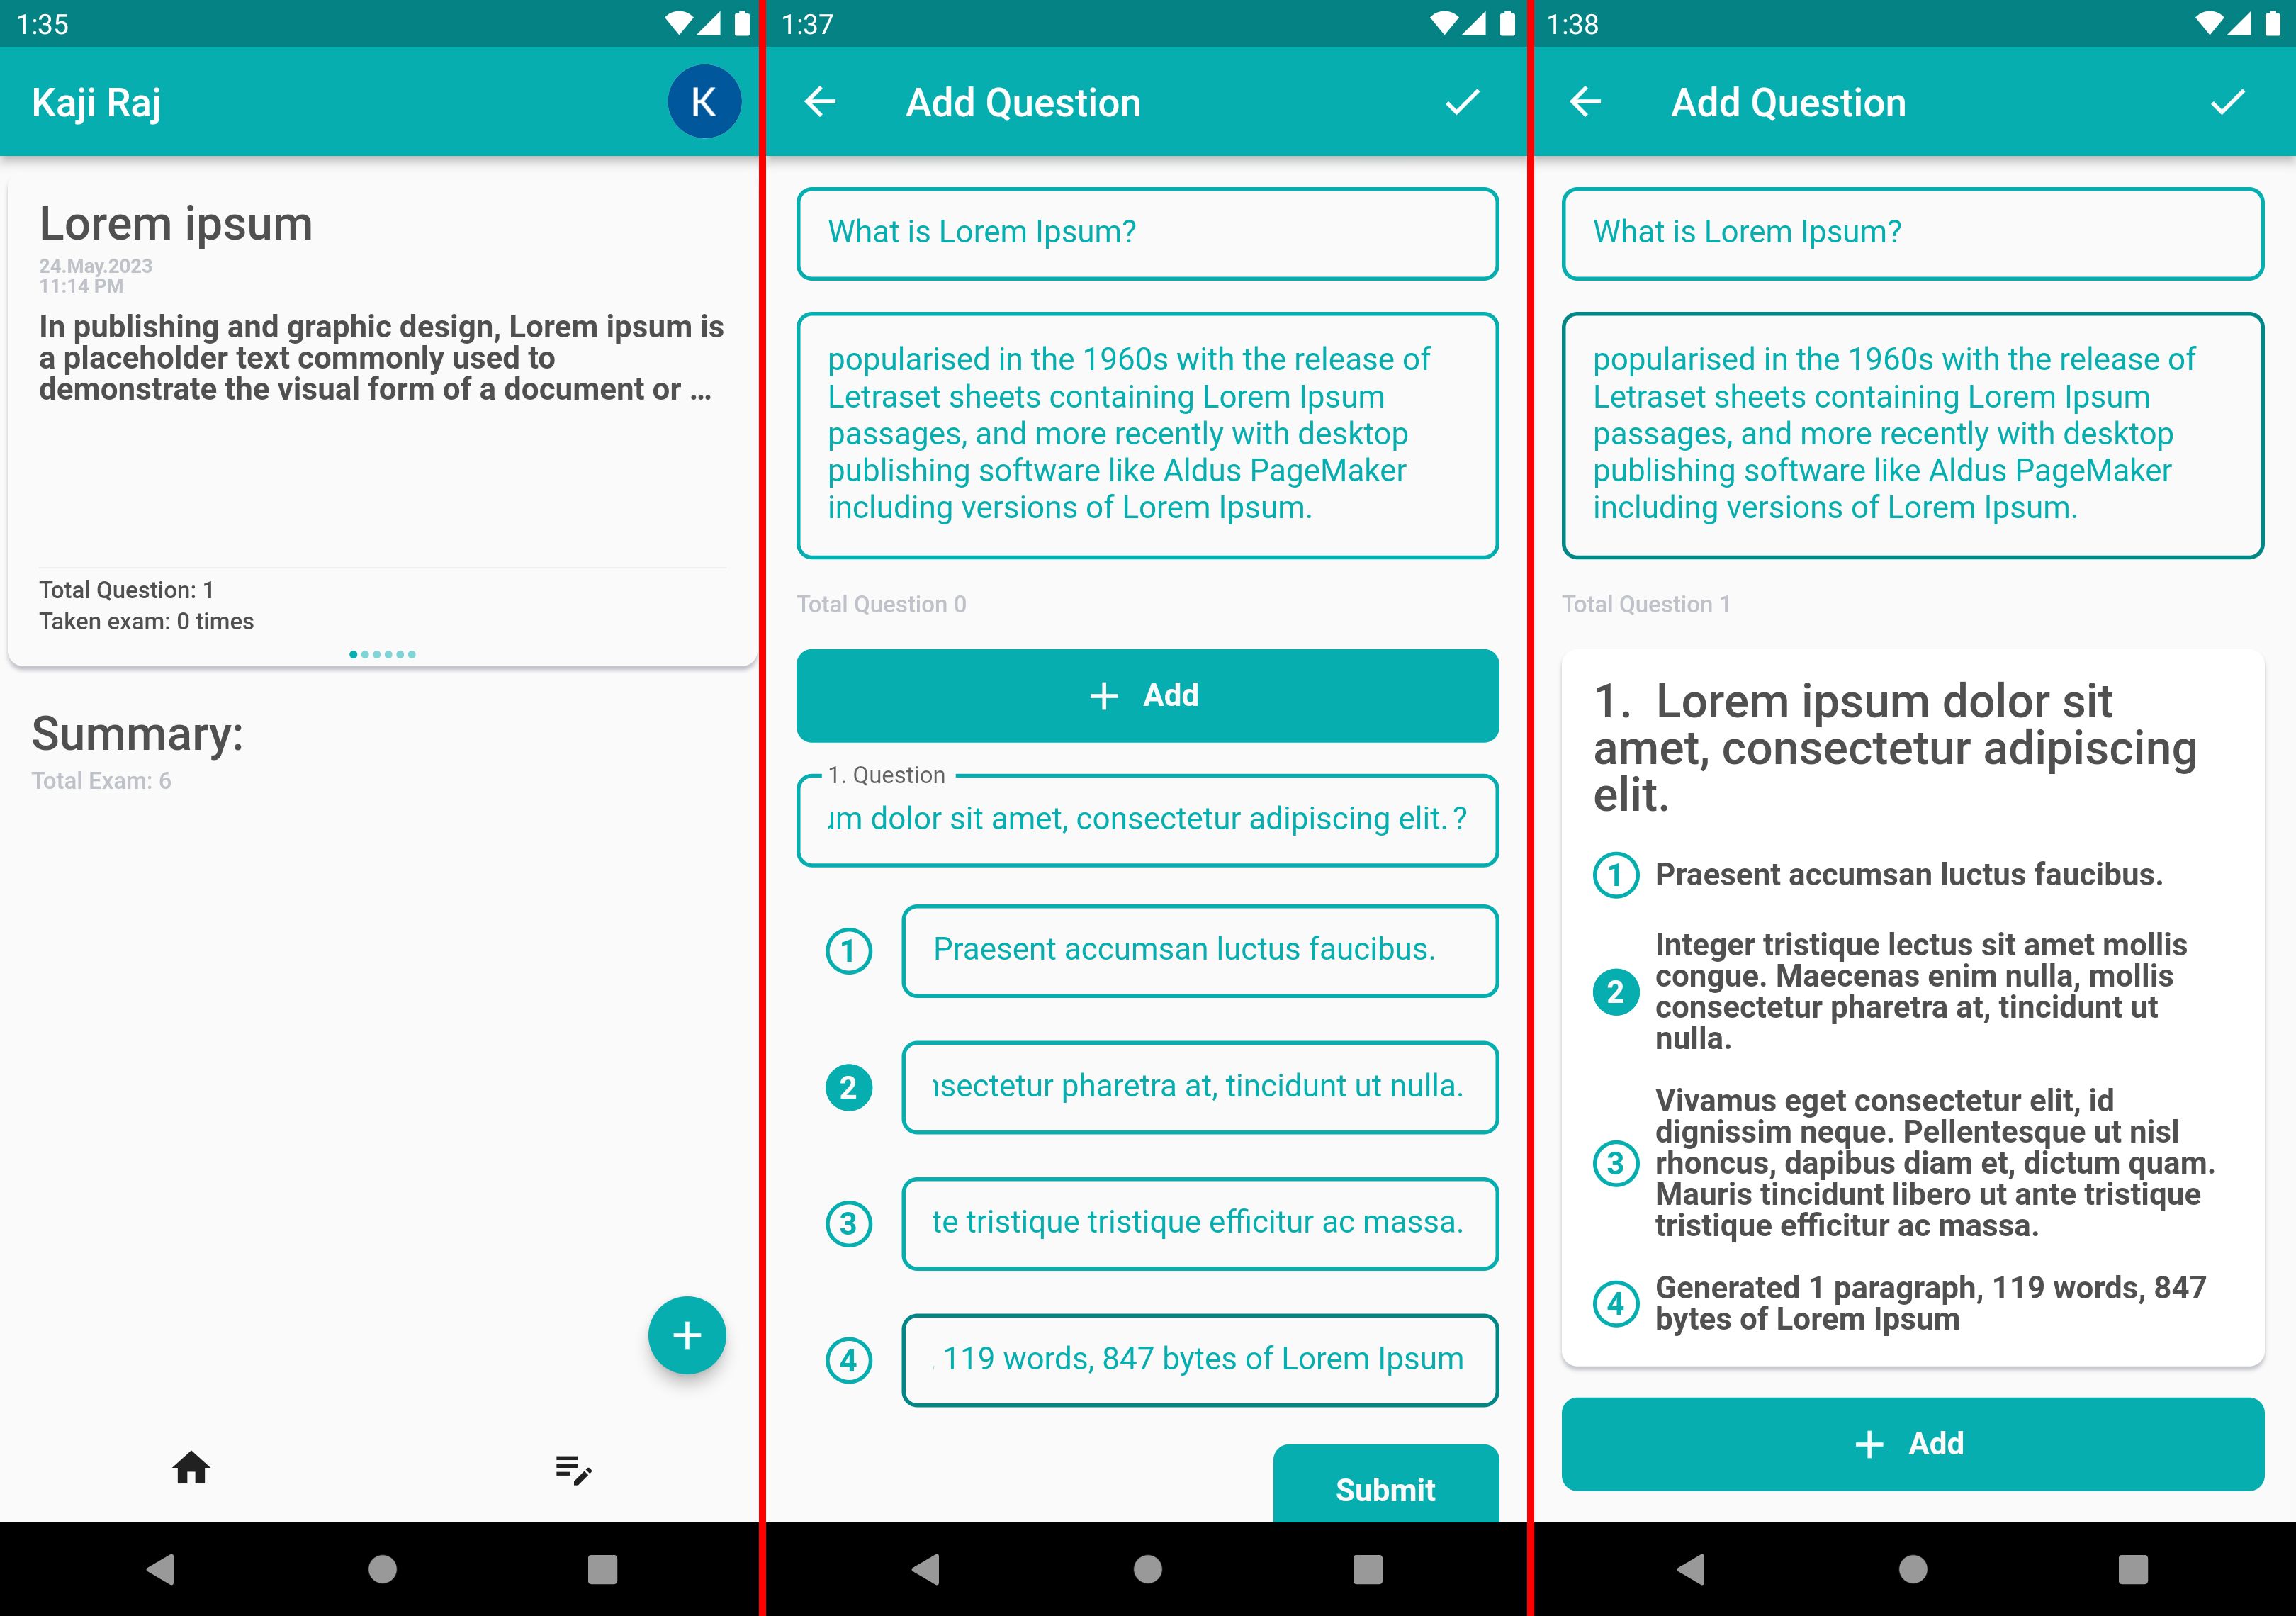 1:35
Kaji Raj
K
Lorem ipsum
24.May.2023
11:14 PM
In publishing and graphic design, Lorem ipsum is
a placeholder text commonly used to
demonstrate the visual form of a document or ...
Total Question: 1
Taken exam: 0 times
Summary:
Total Exam: 6
1:37
Add Question
What is Lorem Ipsum?
popularised in the 1960s with the release of
Letraset sheets containing Lorem Ipsum
passages, and more recently with desktop
publishing software like Aldus PageMaker
including versions of Lorem Ipsum.
Total Question 0
+ Add
1. Question
um dolor sit amet, consectetur adipiscing elit. ?
1 Praesent accumsan luctus faucibus.
2 nsectetur pharetra at, tincidunt ut nulla.
3 te tristique tristique efficitur ac massa.
4 119 words, 847 bytes of Lorem Ipsum
Submit
1:38
Add Question
What is Lorem Ipsum?
popularised in the 1960s with the release of
Letraset sheets containing Lorem Ipsum
passages, and more recently with desktop
publishing software like Aldus PageMaker
including versions of Lorem Ipsum.
Total Question 1
1. Lorem ipsum dolor sit
amet, consectetur adipiscing
elit.
1 Praesent accumsan luctus faucibus.
2 Integer tristique lectus sit amet mollis
congue. Maecenas enim nulla, mollis
consectetur pharetra at, tincidunt ut
nulla.
3 Vivamus eget consectetur elit, id
dignissim neque. Pellentesque ut nisl
rhoncus, dapibus diam et, dictum quam.
Mauris tincidunt libero ut ante tristique
tristique efficitur ac massa.
4 Generated 1 paragraph, 119 words, 847
bytes of Lorem Ipsum
+ Add